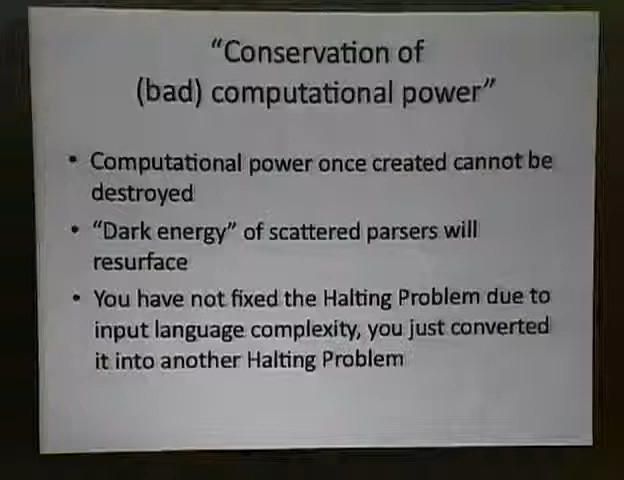 “Conservation of
(bad) computational power”
• Computational power once created cannot be
destroyed
• “Dark energy” of scattered parsers will
resurface
• You have not fixed the Halting Problem due to
input language complexity, you just converted
it into another Halting Problem